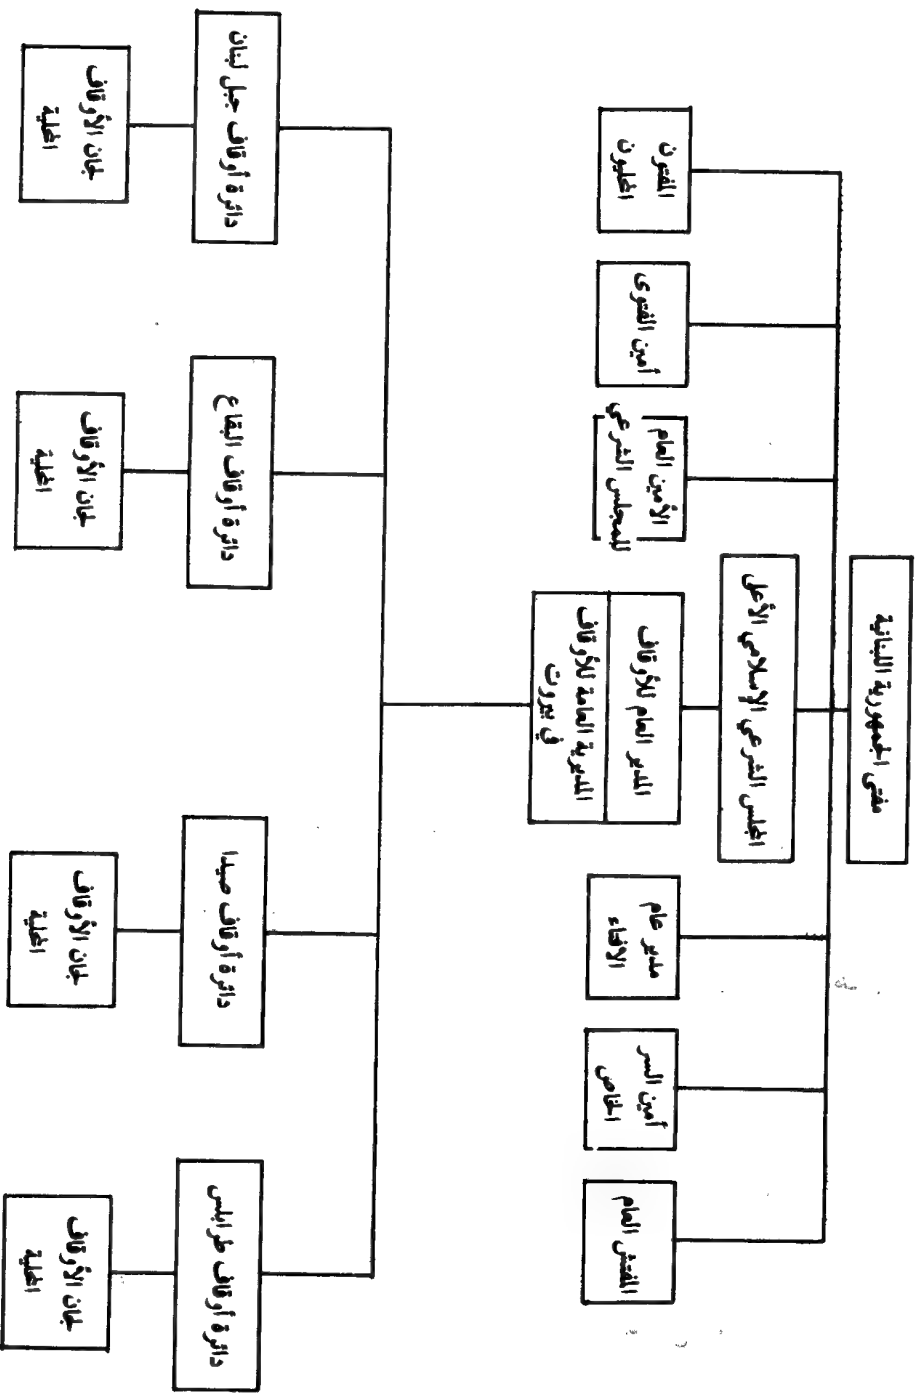 مفتي الجمهورية اللبنانية
المجلس الشرعي الإسلامي الأعلى
المفتش العام
أمين السر
الخاص
مدير عام
الافتاء
المدير العام للأوقاف
المديرية العامة للأوقاف
في بيروت
الأمين العام
للمجلس الشرعي
أمين الفتوى
المفتون
المحليون
دائرة أوقاف طرابلس
دائرة أوقاف صيدا
دائرة أوقاف البقاع
دائرة أوقاف جبل لبنان
لجان الأوقاف
المحلية
لجان الأوقاف
المحلية
لجان الأوقاف
المحلية
لجان الأوقاف
المحلية